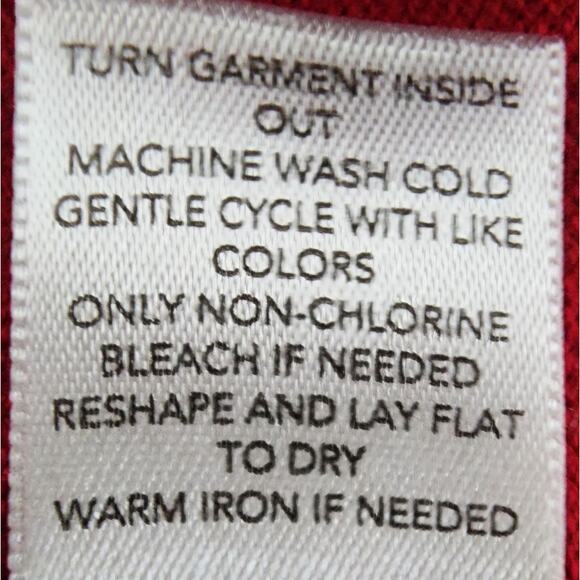 TURN GARMENT INSIDE
OUT
MACHINE WASH COLD
GENTLE CYCLE WITH LIKE
COLORS
ONLY NON-CHLORINE
BLEACH IF NEEDED
RESHAPE AND LAY FLAT
TO DRY
WARM IRON IF NEEDED